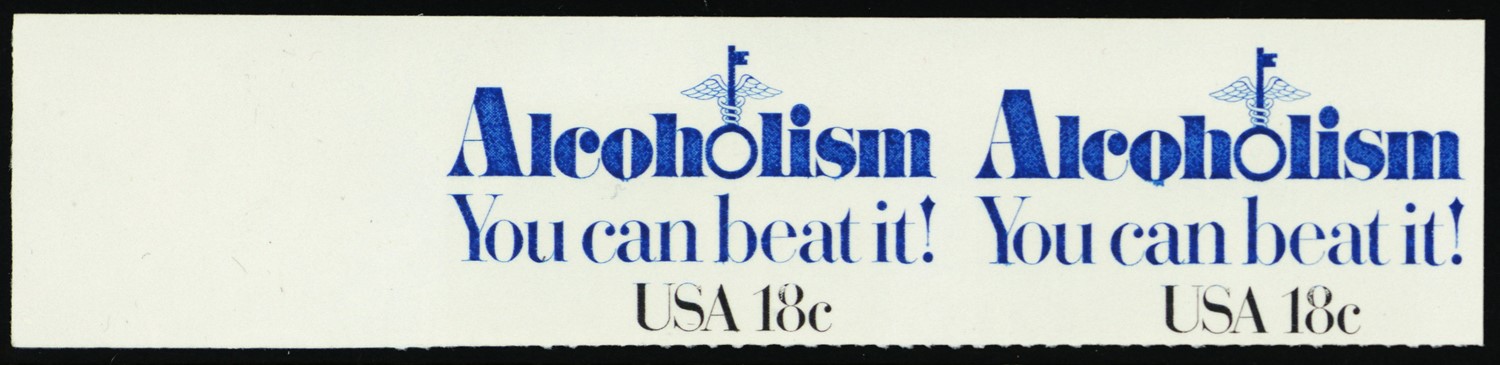 Alcoholism Alcoholism
You can beat it! You can beat it!
USA 18c USA 18c